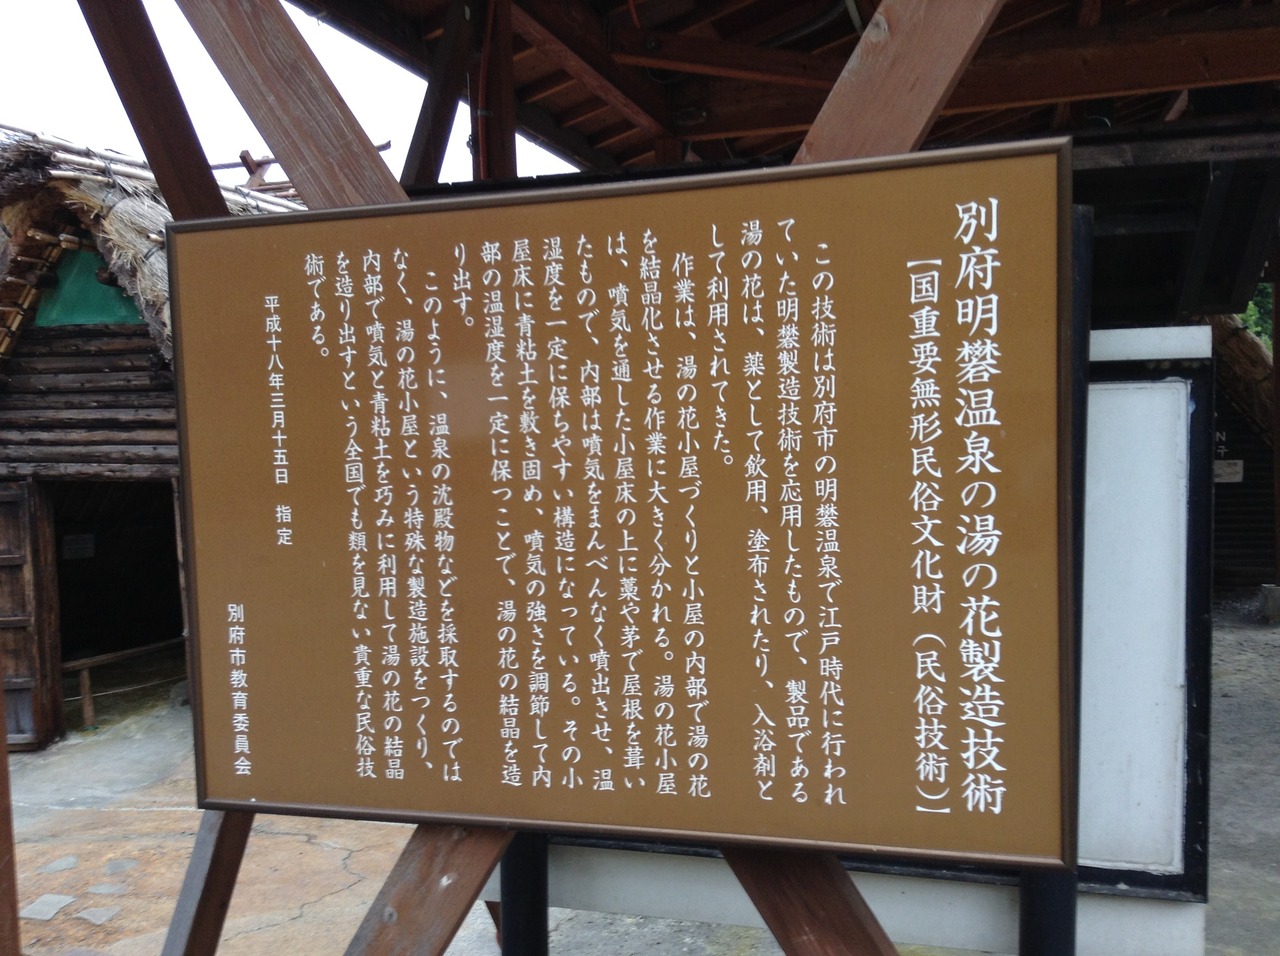 別府明礬温泉の湯の花製造技術
【国重要無形民俗文化財（民俗技術）】
この技術は別府市の明礬温泉で江戸時代に行われ
ていた明礬製造技術を応用したもので、製品である
湯の花は、薬として飲用、塗布されたり、入浴剤と
して利用されてきた。
作業は、湯の花小屋づくりと小屋の内部で湯の花
を結晶化させる作業に大きく分かれる。湯の花小屋
は、噴気を通した小屋床の上に藁や茅で屋根を葺い
たもので、内部は噴気をまんべんなく噴出させ、温
湿度を一定に保ちやすい構造になっている。その小
屋床に青粘土を敷き固め、噴気の強さを調節して内
部の温湿度を一定に保つことで、湯の花の結晶を造
り出す。
このように、温泉の沈殿物などを採取するのでは
なく、湯の花小屋という特殊な製造施設をつくり、
内部で噴気と青粘土を巧みに利用して湯の花の結晶
を造り出すという全国でも類を見ない貴重な民俗技
術である。
平成十八年三月十五日 指定
別府市教育委員会